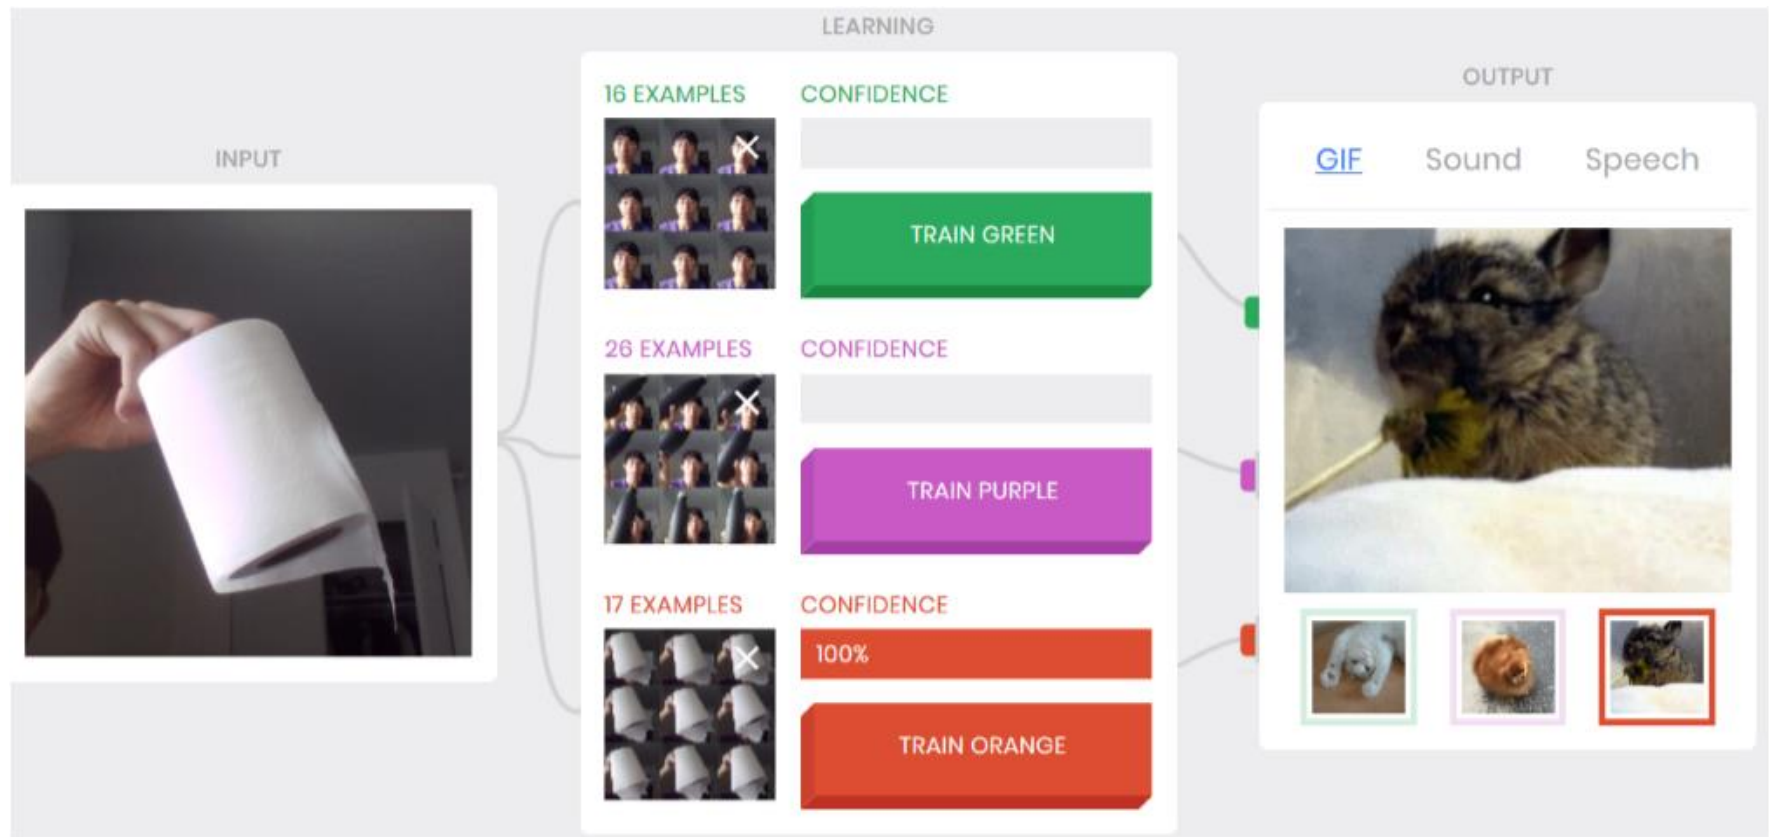 LEARNING
INPUT
OUTPUT
16 EXAMPLES
CONFIDENCE
TRAIN GREEN
26 EXAMPLES
CONFIDENCE
TRAIN PURPLE
17 EXAMPLES
CONFIDENCE
100%
TRAIN ORANGE
GIF Sound Speech